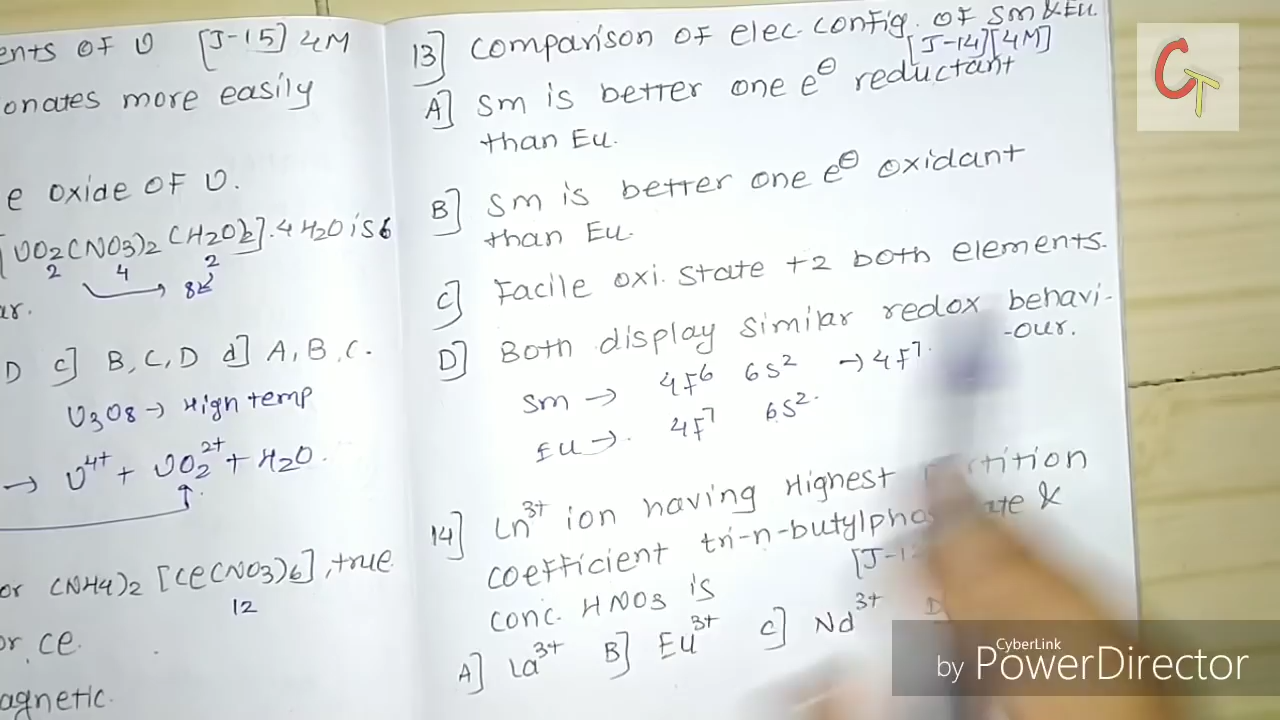 ents of U [J-15] 4M
onates more easily
e oxide of U.
[UO2(NO3)2(H2O)2].4H2O is 6
2 4 2
8
ar.
D C] B, C, D d] A, B, C.
U3O8 → High temp
→ U4+ + UO2 2+ + H2O.
or (NH4)2 [Ce(NO3)6], true
12
or Ce.
agnetic.
13] comparison of elec. config. of Sm & Eu
[J-14][4M]
A] Sm is better one e⊖ reductant
than Eu.
B] Sm is better one e⊖ oxidant
than Eu.
C] Facile oxi. state +2 both elements.
D] Both display similar redox behavi-
-our.
Sm → 4F6 6S2 → 4F7.
Eu → 4F7 6S2.
14] Ln3+ ion having Highest
coefficient tri-n-butylphosphate &
conc. HNO3 is
A] La3+ B] Eu3+ C] Nd3+ D
CT
CyberLink
by PowerDirector